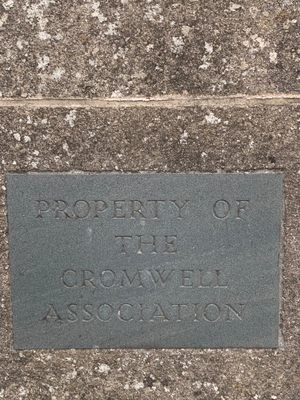 PROPERTY OF
THE
CROMWELL
ASSOCIATION